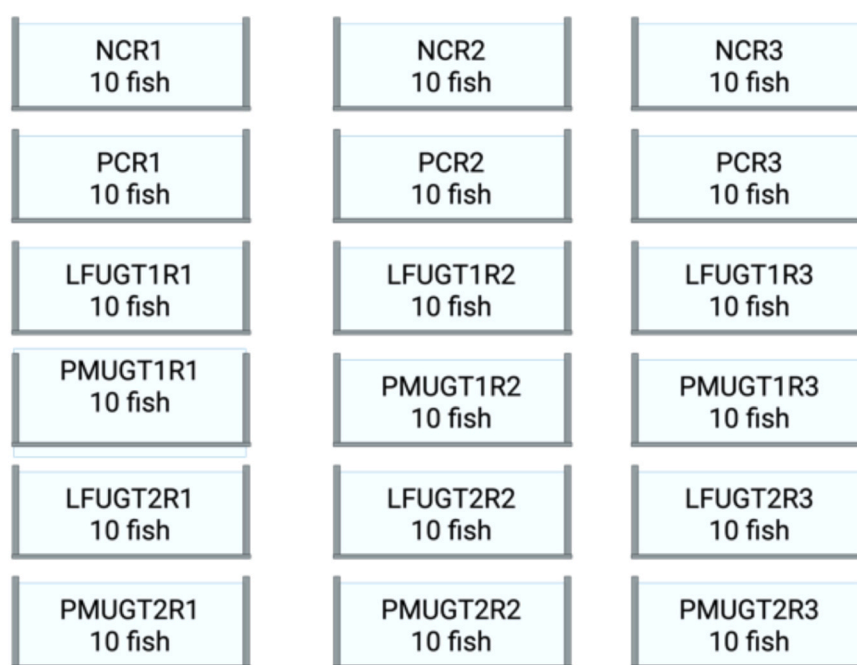 NCR1
10 fish
NCR2
10 fish
NCR3
10 fish
PCR1
10 fish
PCR2
10 fish
PCR3
10 fish
LFUGT1R1
10 fish
LFUGT1R2
10 fish
LFUGT1R3
10 fish
PMUGT1R1
10 fish
PMUGT1R2
10 fish
PMUGT1R3
10 fish
LFUGT2R1
10 fish
LFUGT2R2
10 fish
LFUGT2R3
10 fish
PMUGT2R1
10 fish
PMUGT2R2
10 fish
PMUGT2R3
10 fish